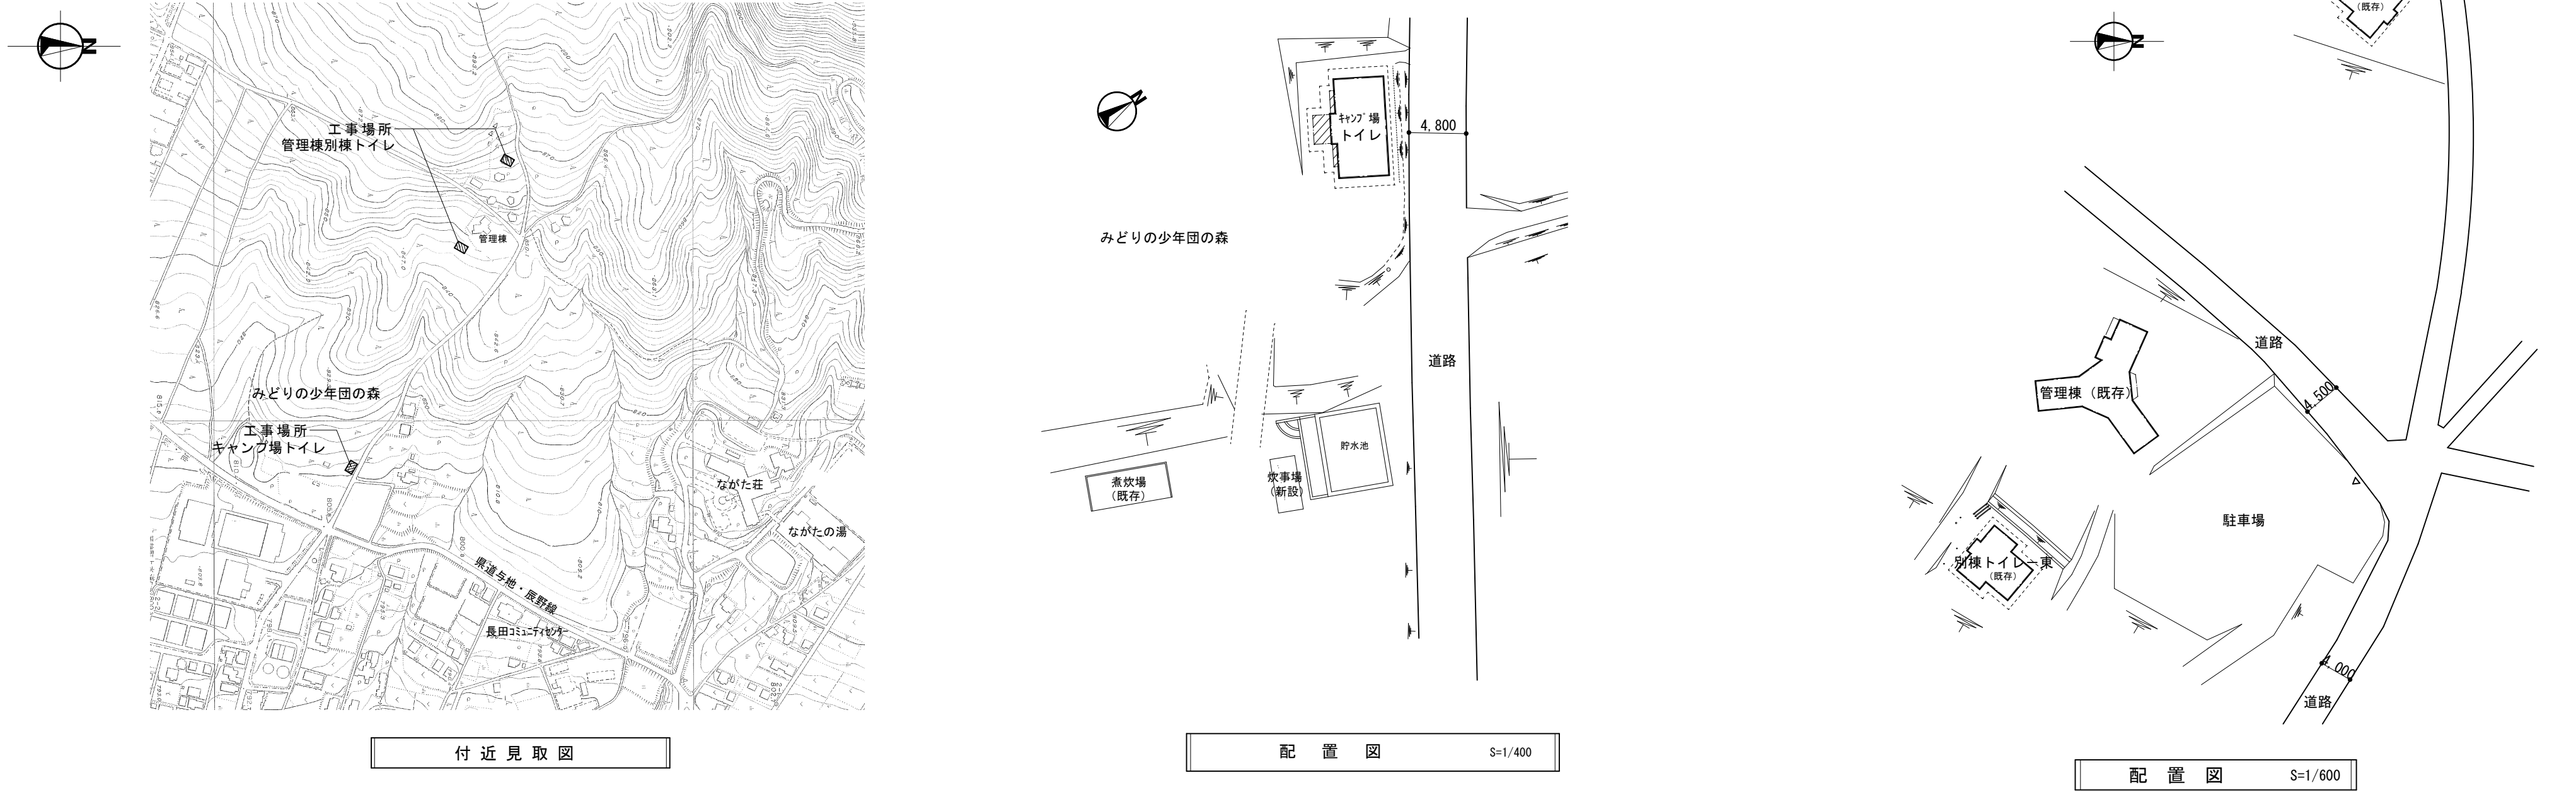 N
工事場所
管理棟別棟トイレ
管理棟
みどりの少年団の森
工事場所
キャンプ場トイレ
ながた荘
ながたの湯
県道与地・辰野線
長田コミュニティセンター
付近見取図
N
キャンプ場
トイレ
4,800
みどりの少年団の森
道路
貯水池
煮炊場
(既存)
炊事場
(新設)
配置図 S=1/400
N
(既存)
道路
4,500
管理棟(既存)
駐車場
別棟トイレ-東
(既存)
4,000
道路
配置図 S=1/600